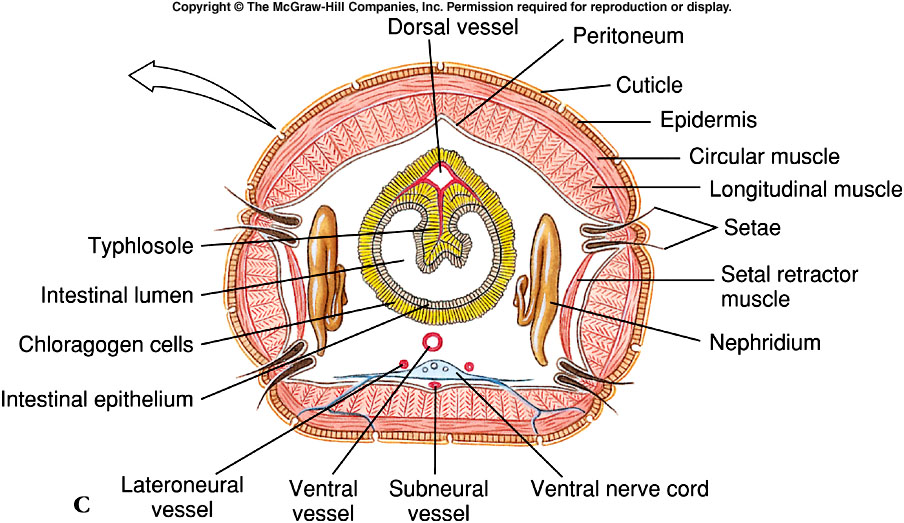 Copyright © The McGraw-Hill Companies, Inc. Permission required for reproduction or display.
Dorsal vessel
Peritoneum
Cuticle
Epidermis
Circular muscle
Longitudinal muscle
Setae
Setal retractor
muscle
Nephridium
Typhlosole
Intestinal lumen
Chloragogen cells
Intestinal epithelium
Lateroneural
vessel
Ventral
vessel
Subneural
vessel
Ventral nerve cord
C